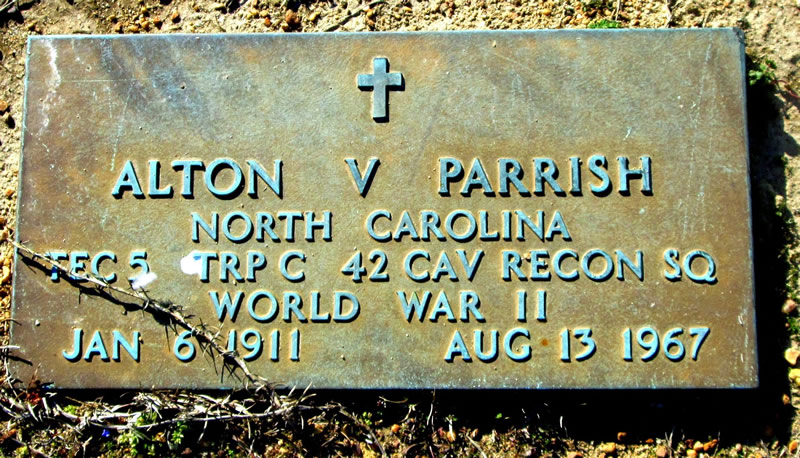 ALTON V PARRISH
NORTH CAROLINA
TEC 5 TRP C 42 CAV RECON SQ
WORLD WAR II
JAN 6 1911 AUG 13 1967